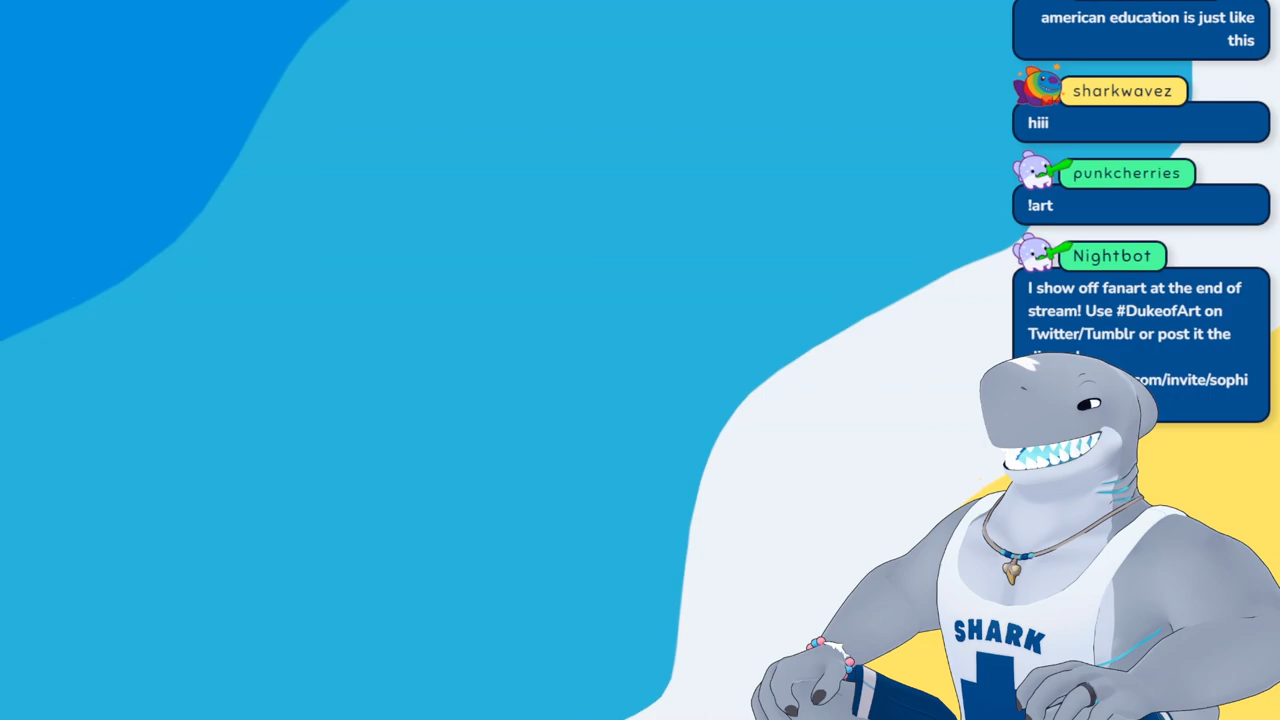 american education is just like
this
sharkwavez
hiii
punkcherries
!art
Nightbot
I show off fanart at the end of
stream! Use #DukeofArt on
Twitter/Tumblr or post it the
com/invite/sophi
SHARK